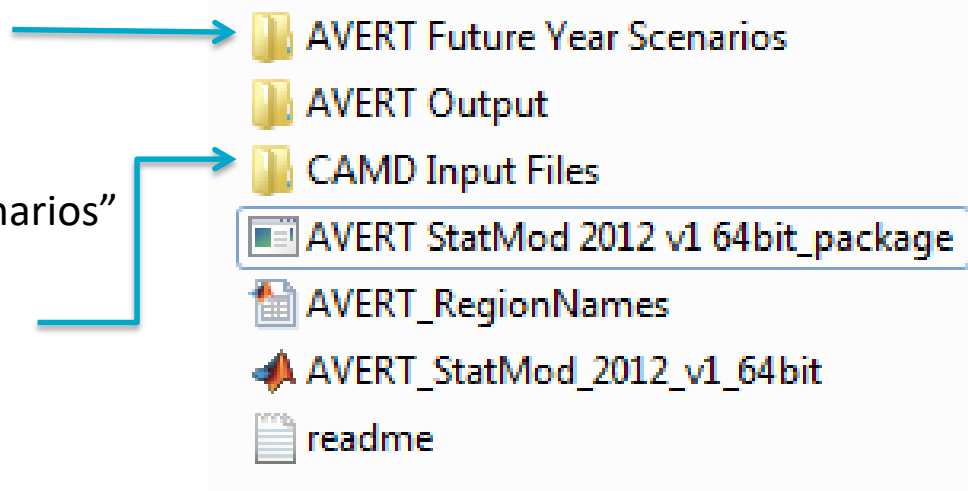 AVERT Future Year Scenarios
AVERT Output
CAMD Input Files
narios”
AVERT StatMod 2012 v1 64bit_package
AVERT_RegionNames
AVERT_StatMod_2012_v1_64bit
readme